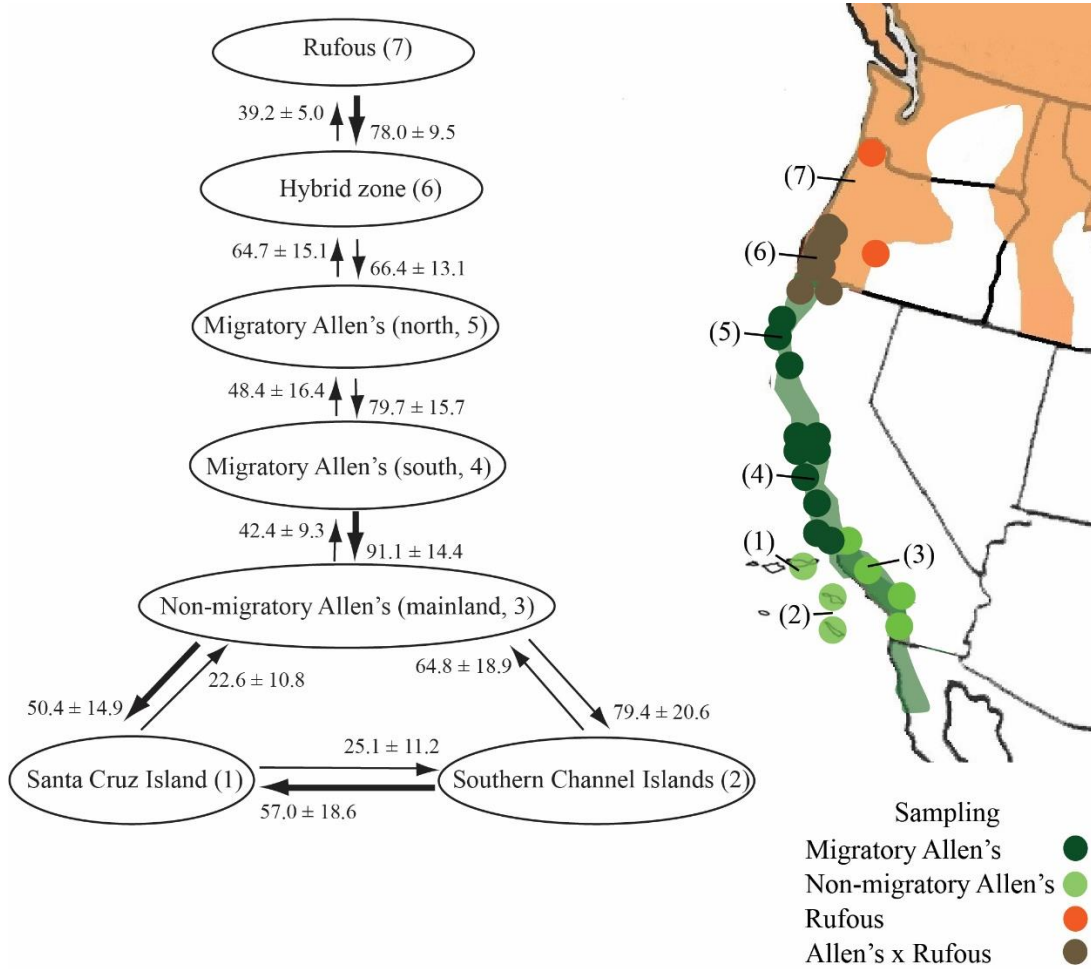 Rufous (7)
39.2 ± 5.0
78.0 ± 9.5
Hybrid zone (6)
64.7 ± 15.1
66.4 ± 13.1
Migratory Allen's (north, 5)
48.4 ± 16.4
79.7 ± 15.7
Migratory Allen's (south, 4)
42.4 ± 9.3
91.1 ± 14.4
Non-migratory Allen's (mainland, 3)
50.4 ± 14.9
22.6 ± 10.8
64.8 ± 18.9
79.4 ± 20.6
Santa Cruz Island (1)
25.1 ± 11.2
57.0 ± 18.6
Southern Channel Islands (2)
(7)
(6)
(5)
(4)
(1)
(3)
(2)
Sampling
Migratory Allen's
Non-migratory Allen's
Rufous
Allen's x Rufous